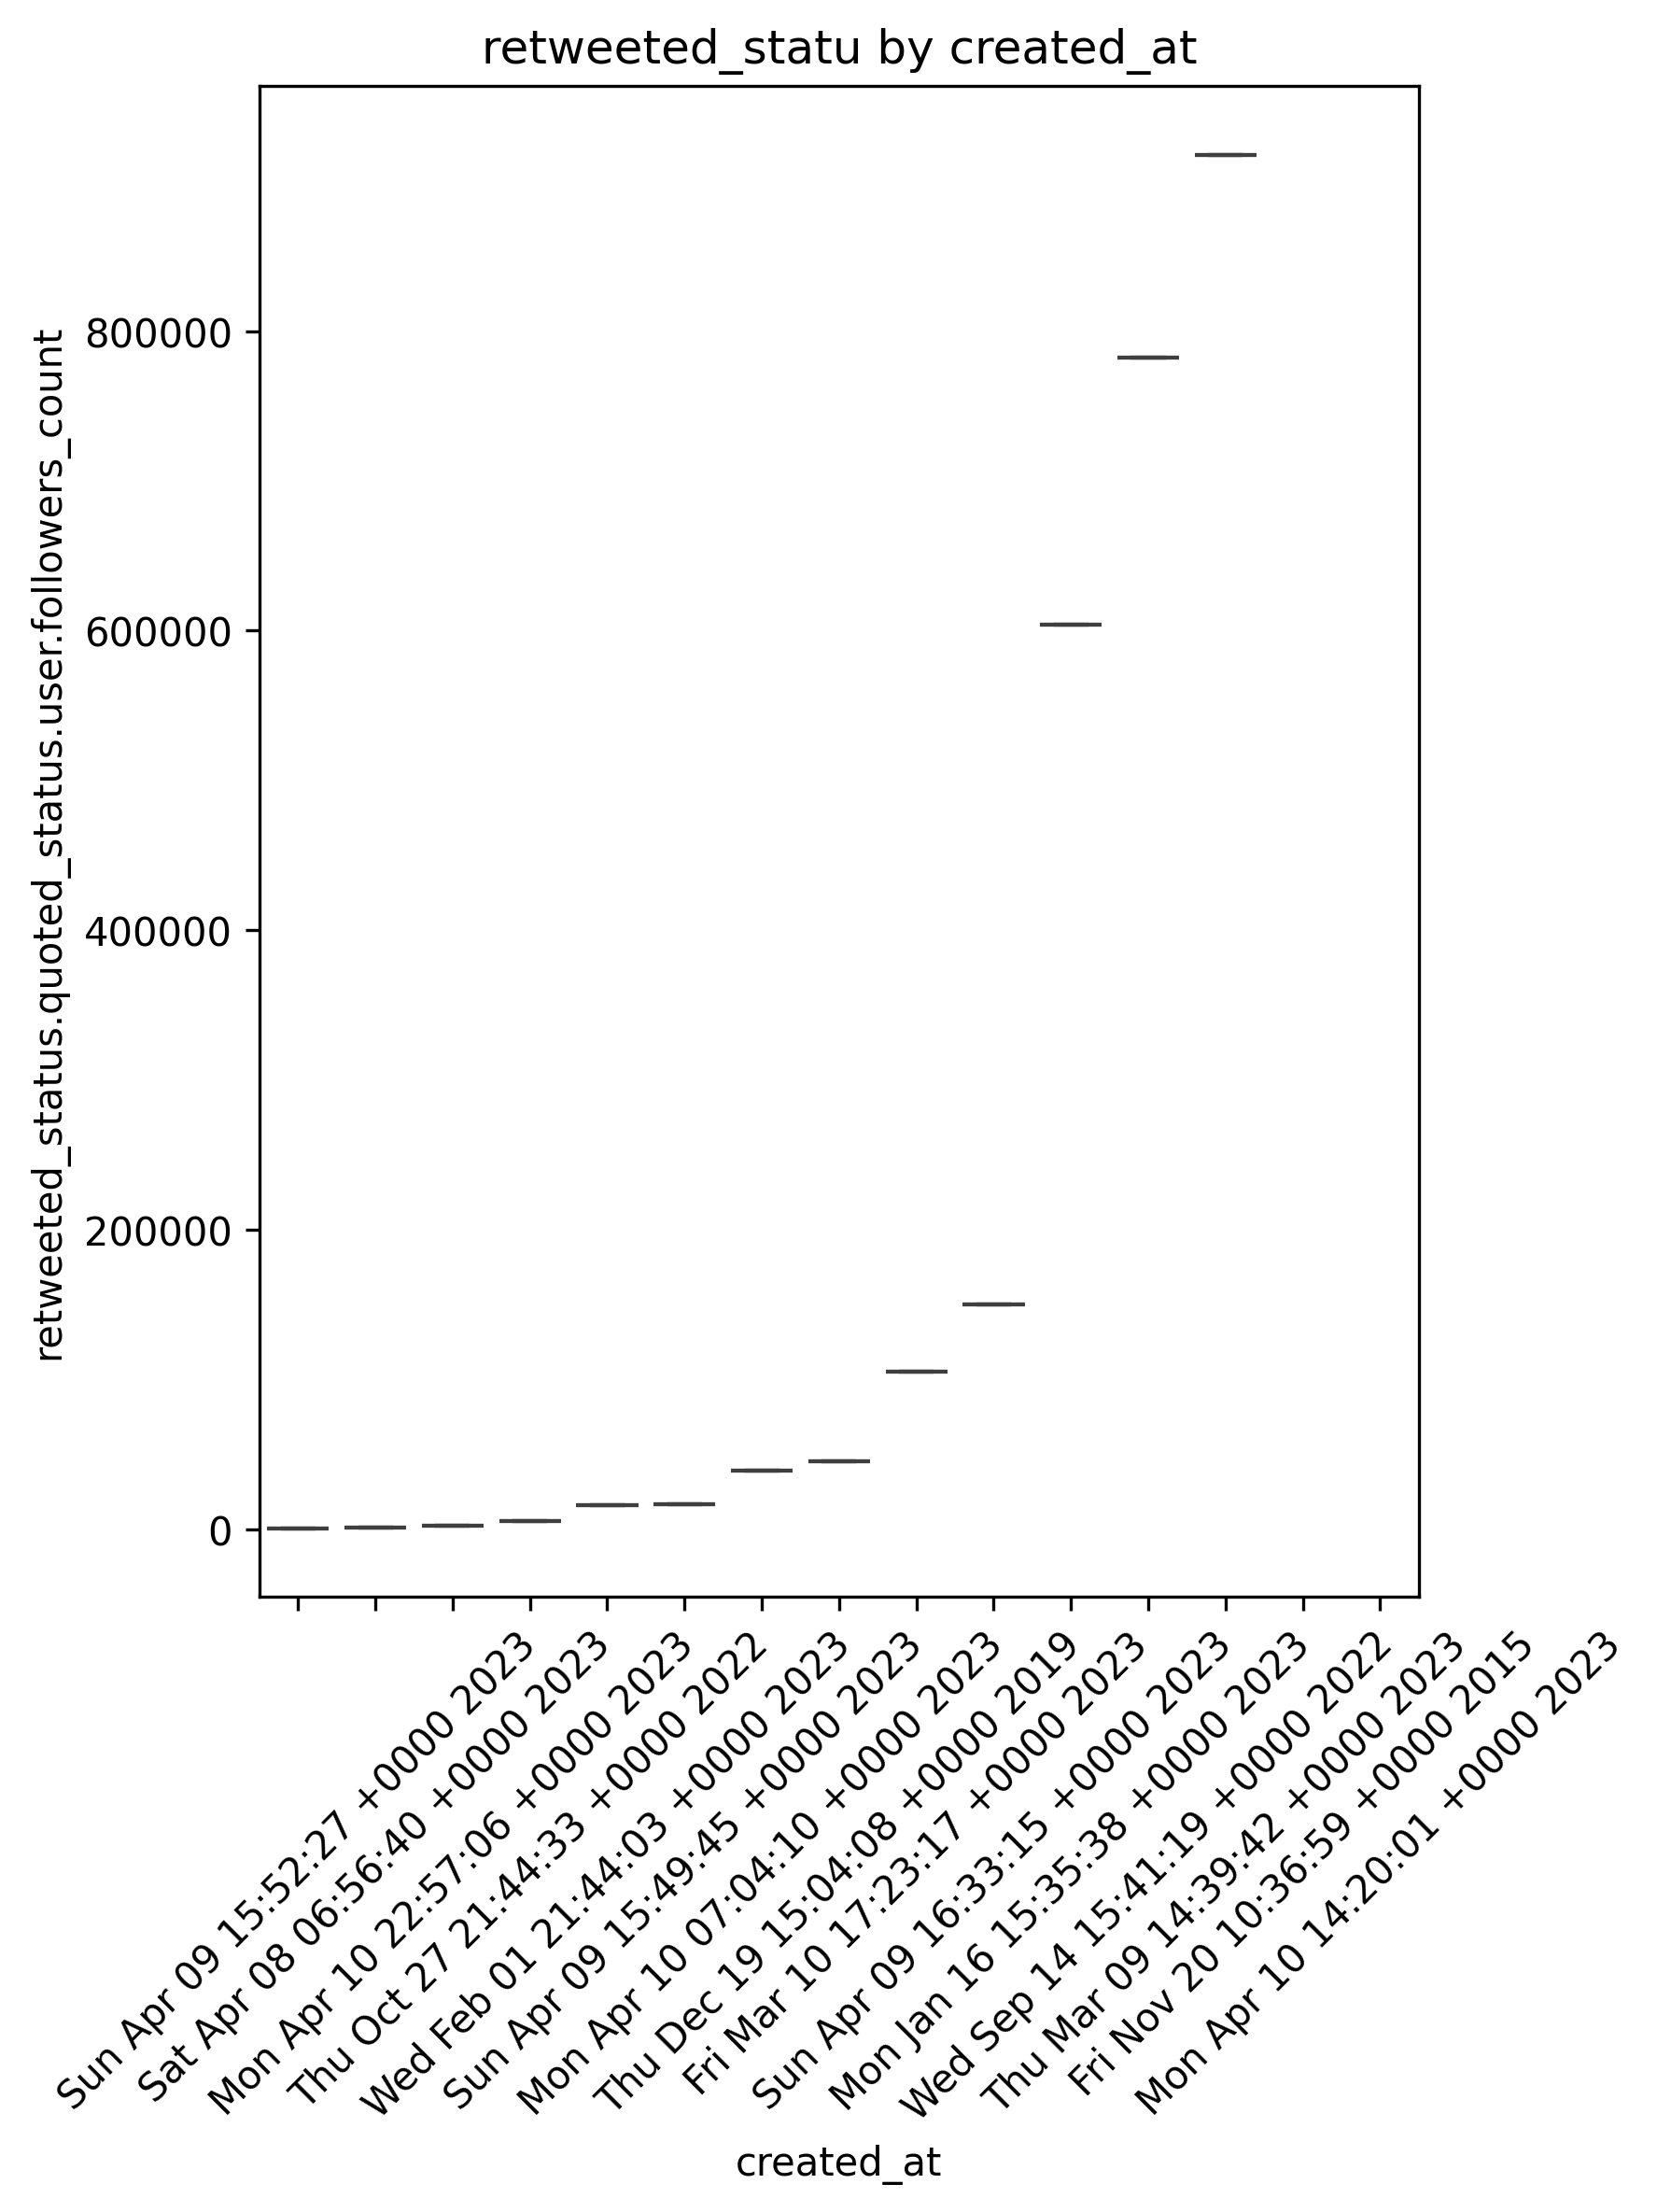 retweeted_statu by created_at
retweeted_status.quoted_status.user.followers_count
800000
600000
400000
200000
0
Sun Apr 09 15:52:27 +0000 2023
Sat Apr 08 06:56:40 +0000 2023
Mon Apr 10 22:57:06 +0000 2023
Thu Oct 27 21:44:33 +0000 2022
Wed Feb 01 21:44:03 +0000 2023
Sun Apr 09 15:49:45 +0000 2023
Mon Apr 10 07:04:10 +0000 2023
Thu Dec 19 15:04:08 +0000 2019
Fri Mar 10 17:23:17 +0000 2023
Sun Apr 09 16:33:15 +0000 2023
Mon Jan 16 15:35:38 +0000 2023
Wed Sep 14 15:41:19 +0000 2022
Thu Mar 09 14:39:42 +0000 2023
Fri Nov 20 10:36:59 +0000 2015
Mon Apr 10 14:20:01 +0000 2023
created_at